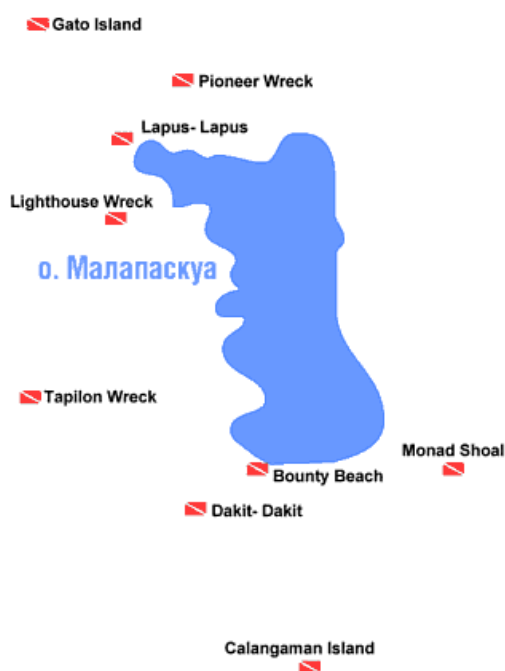 Gato Island
Pioneer Wreck
Lapus- Lapus
Lighthouse Wreck
о. Малапаскуа
Tapilon Wreck
Monad Shoal
Bounty Beach
Dakit- Dakit
Calangaman Island